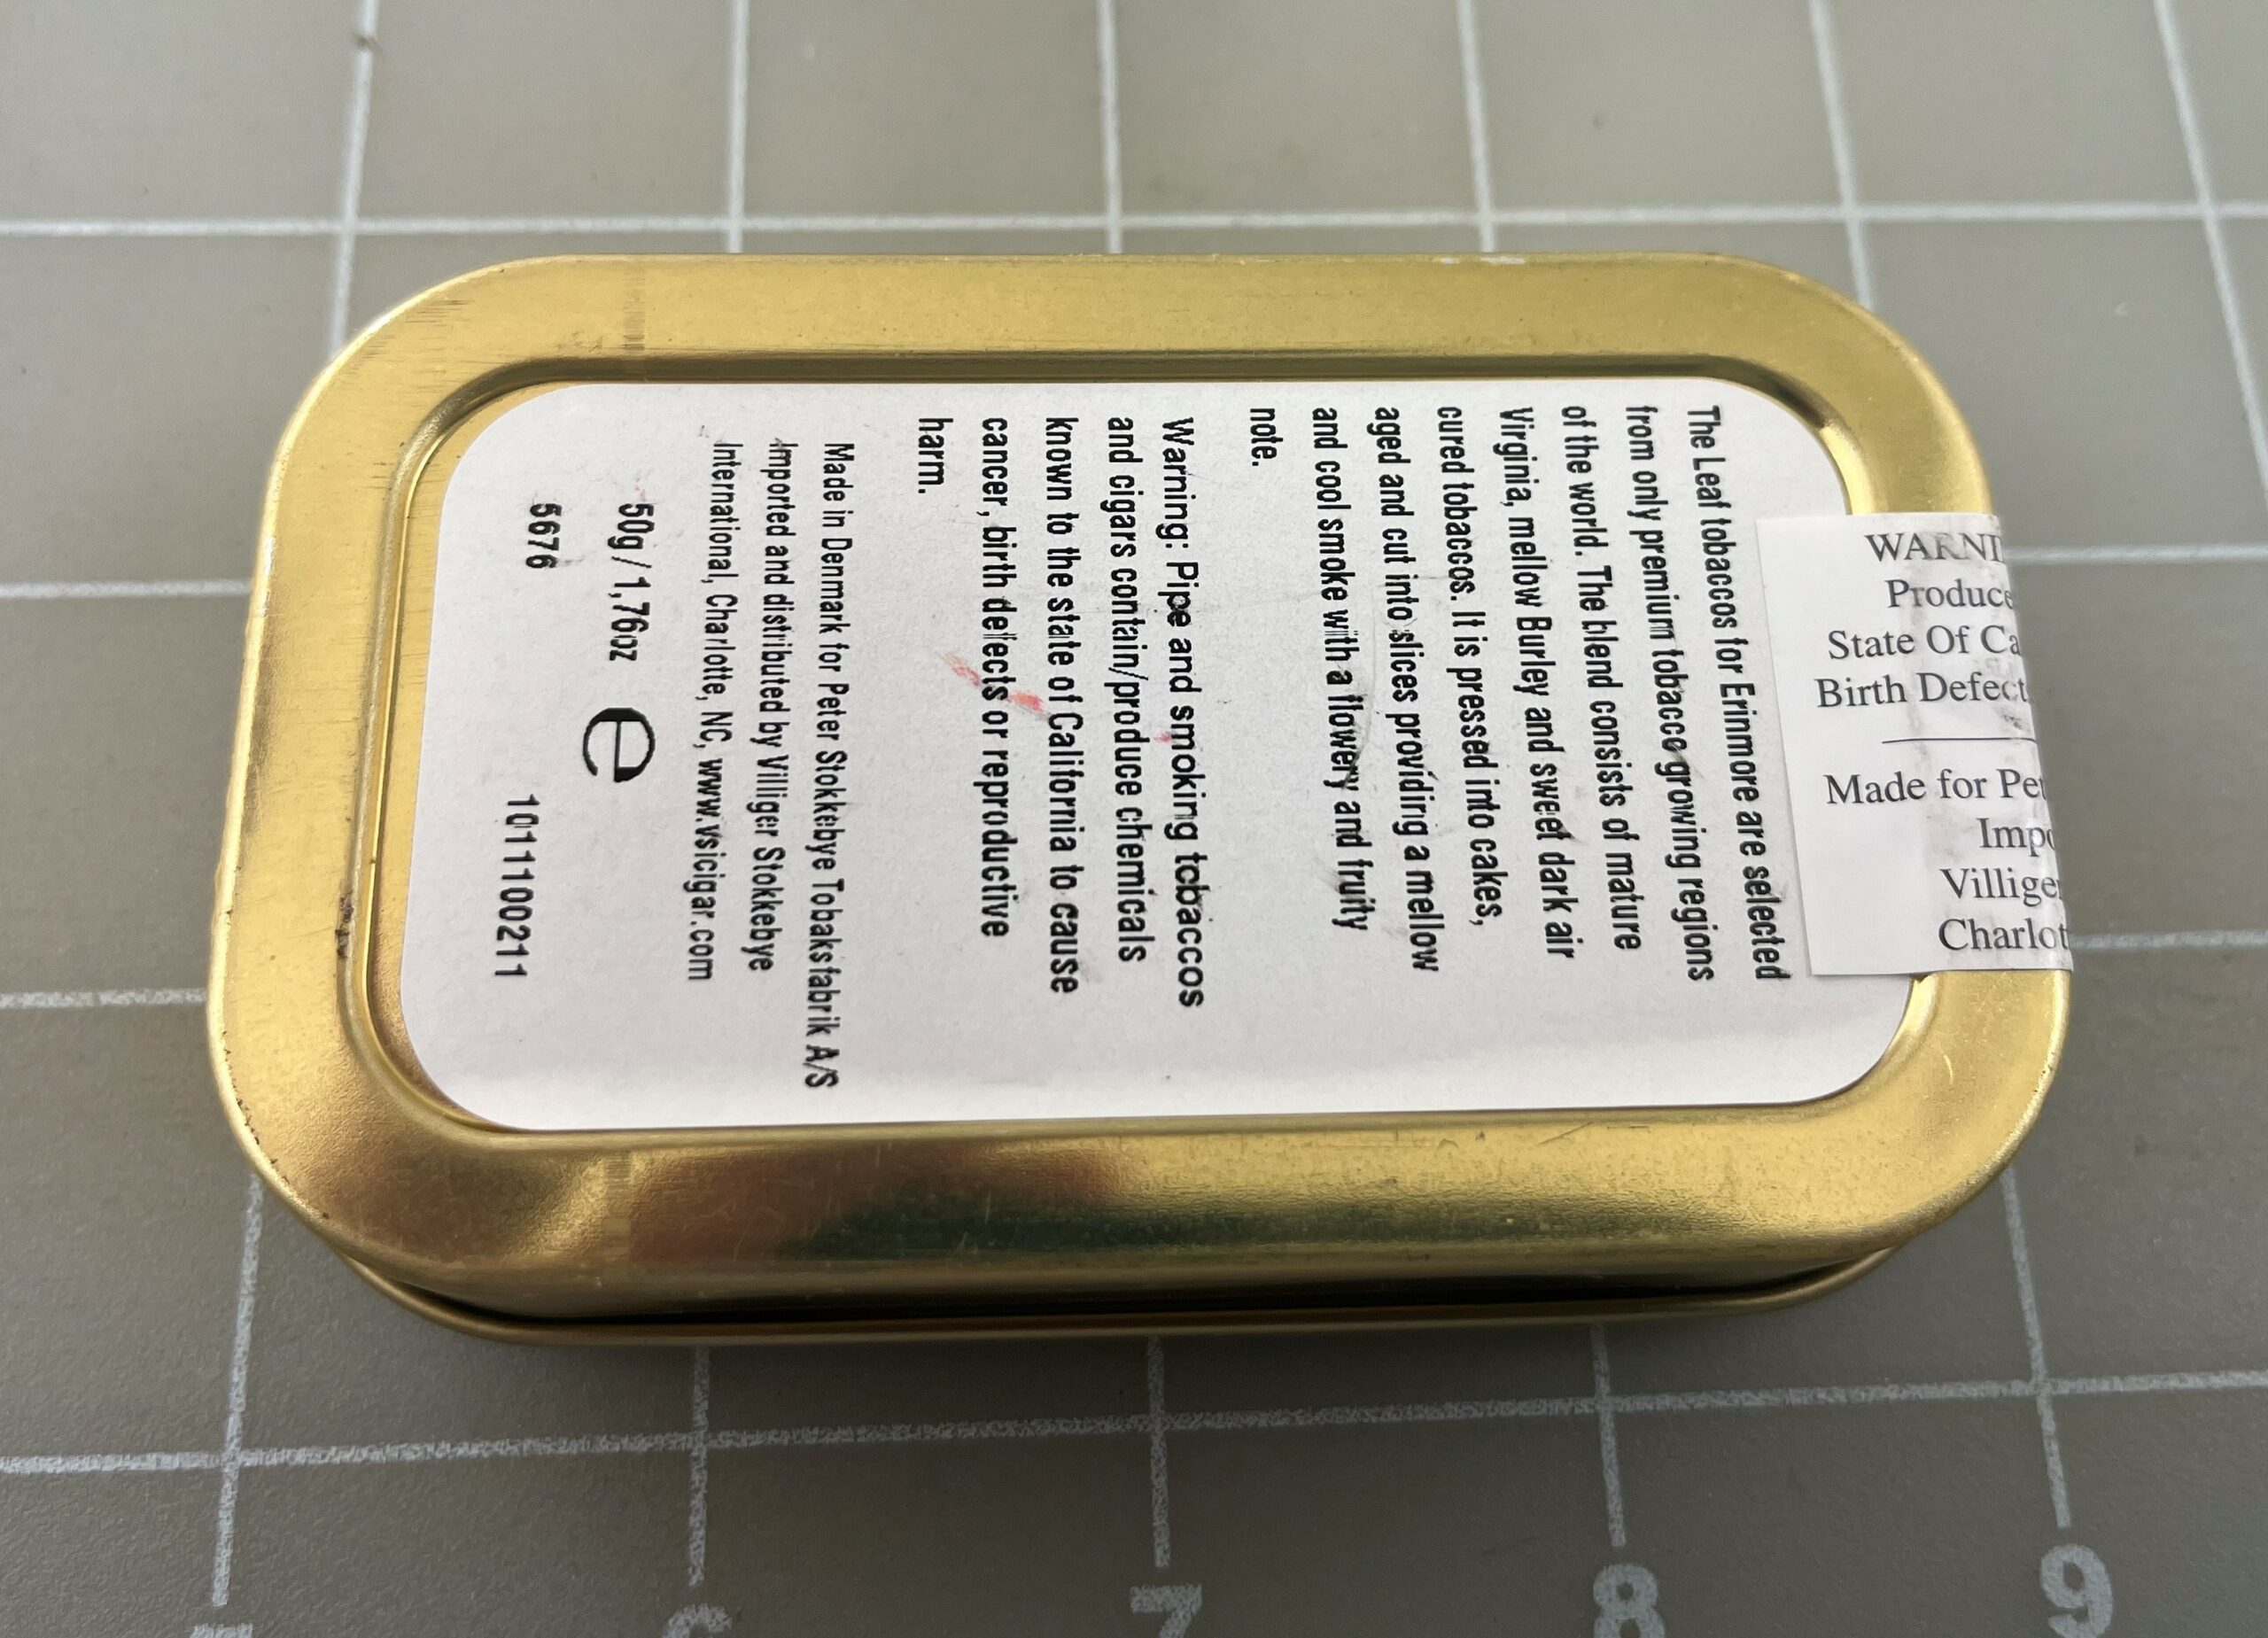 The Leaf tobaccos for Erinmore are selected
from only premium tobacco growing regions
of the world. The blend consists of mature
Virginia, mellow Burley and sweet dark air
cured tobaccos. It is pressed into cakes,
aged and cut into slices providing a mellow
and cool smoke with a flowery and fruity
note.
Warning: Pipe and smoking tobaccos
and cigars contain/produce chemicals
known to the state of California to cause
cancer, birth defects or reproductive
harm.
Made in Denmark for Peter Stokkebye Tobaksfabrik A/S
Imported and distributed by Villiger Stokkebye
International, Charlotte, NC, www.vsicigar.com
50g / 1,76oz e
5676 1011100211
WARNI
Produce
State Of Ca
Birth Defect
Made for Pet
Impo
Villiger
Charlot
7
8
9